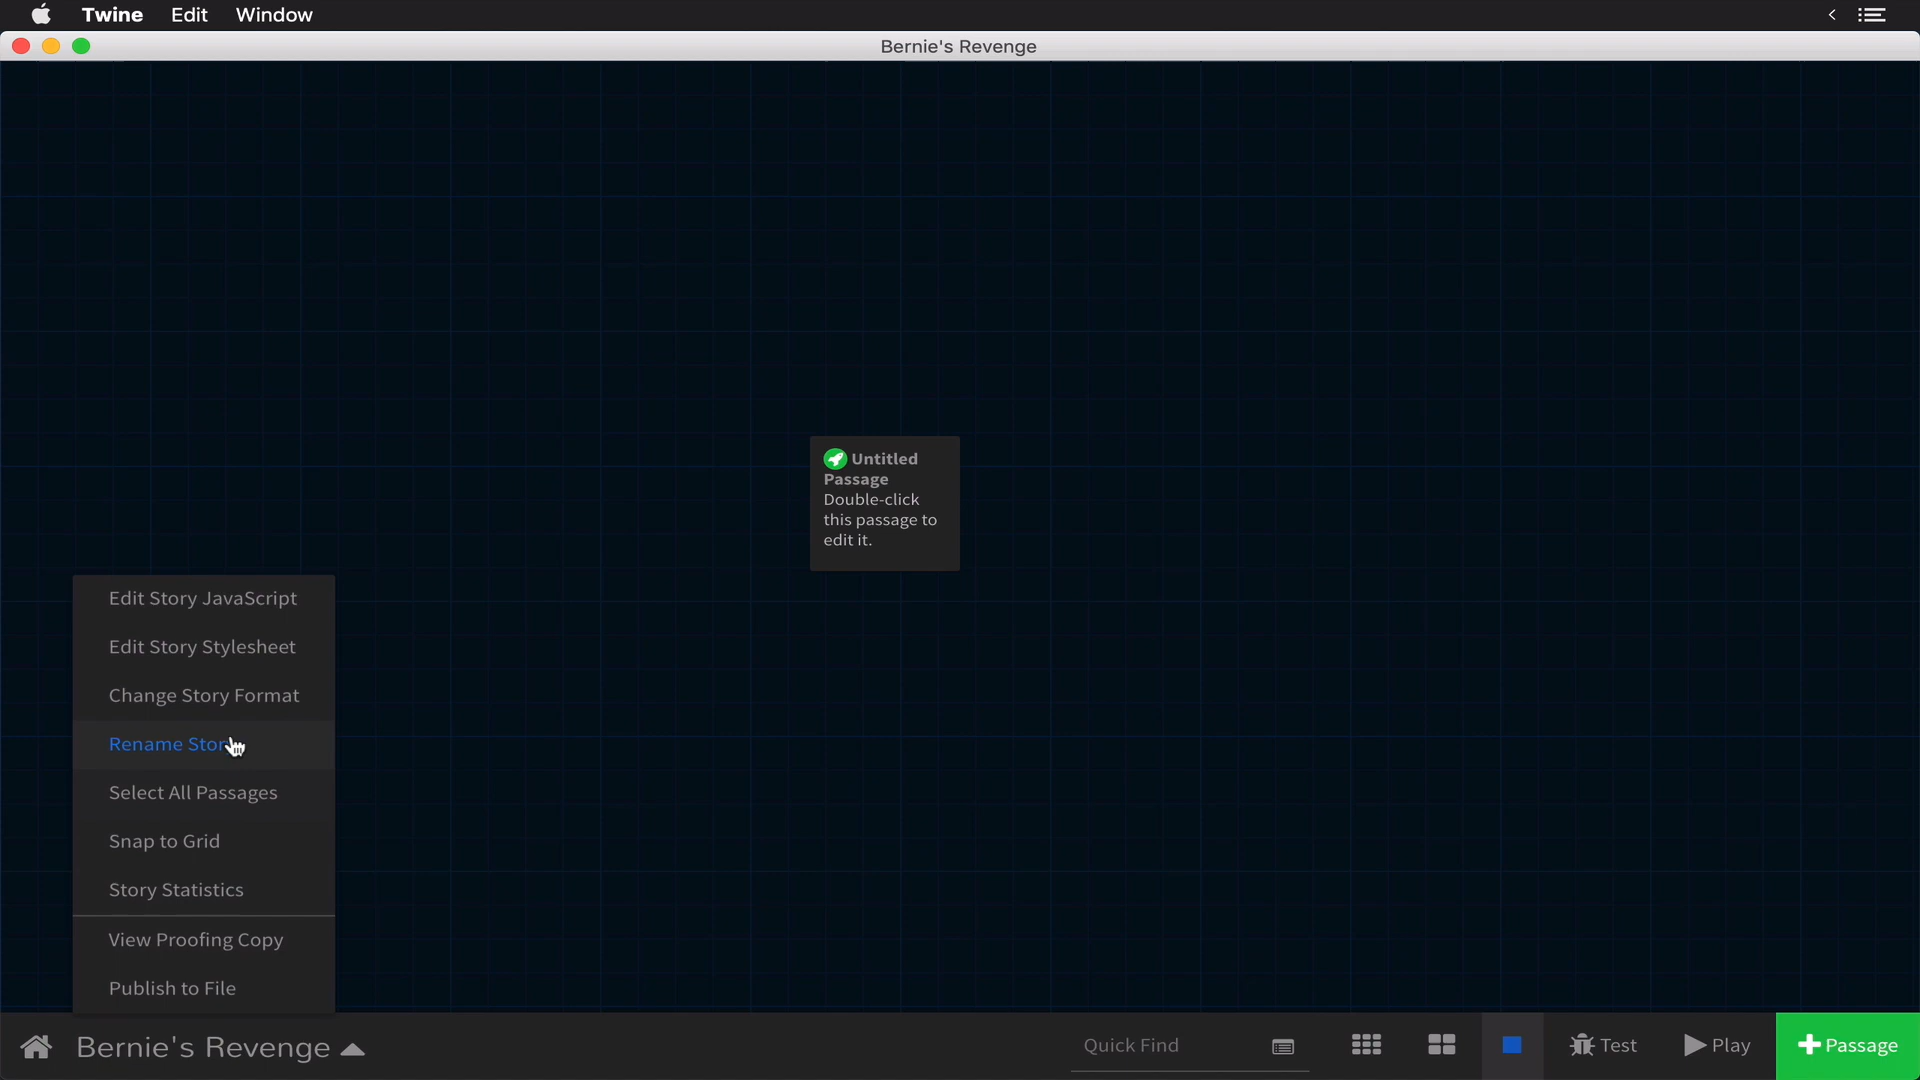 Twine Edit Window
Bernie's Revenge
Untitled
Passage
Double-click
this passage to
edit it.
Edit Story JavaScript
Edit Story Stylesheet
Change Story Format
Rename Story
Select All Passages
Snap to Grid
Story Statistics
View Proofing Copy
Publish to File
Bernie's Revenge
Quick Find
Test
Play
Passage